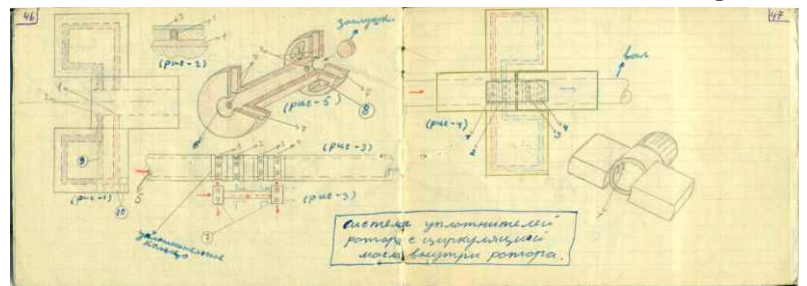 46
47
заглушка
вал
(рис-2)
(рис-5)
(рис-4)
(рис-3)
(рис-1)
(рис-3)
уплотнительное
кольцо
система уплотнителей
ротора с циркуляцией
масла внутри ротора.